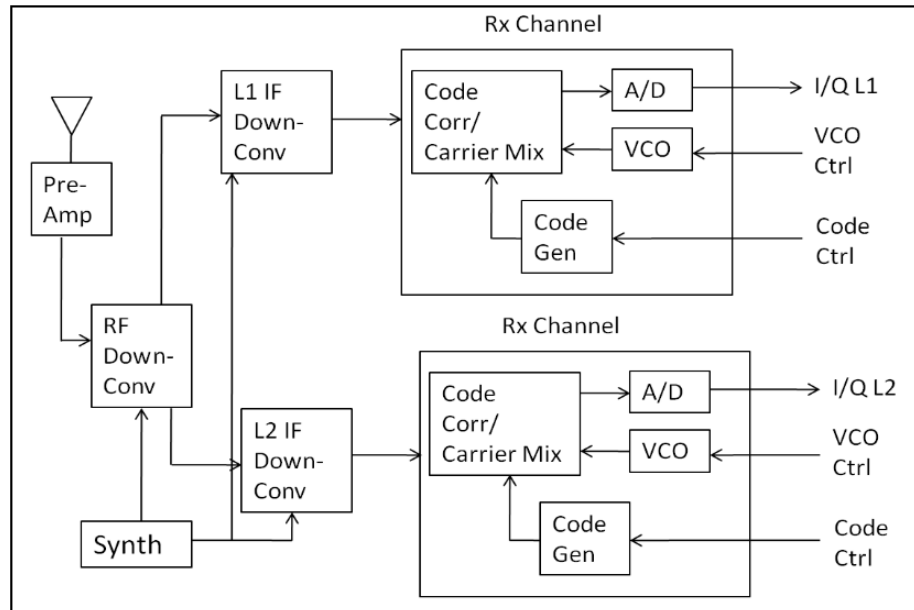 Rx Channel
L1 IF
Down-
Conv
Code
Corr/
Carrier Mix
A/D
I/Q L1
VCO
VCO
Ctrl
Code
Gen
Code
Ctrl
Pre-
Amp
RF
Down-
Conv
Rx Channel
L2 IF
Down-
Conv
Code
Corr/
Carrier Mix
A/D
I/Q L2
VCO
VCO
Ctrl
Code
Gen
Code
Ctrl
Synth